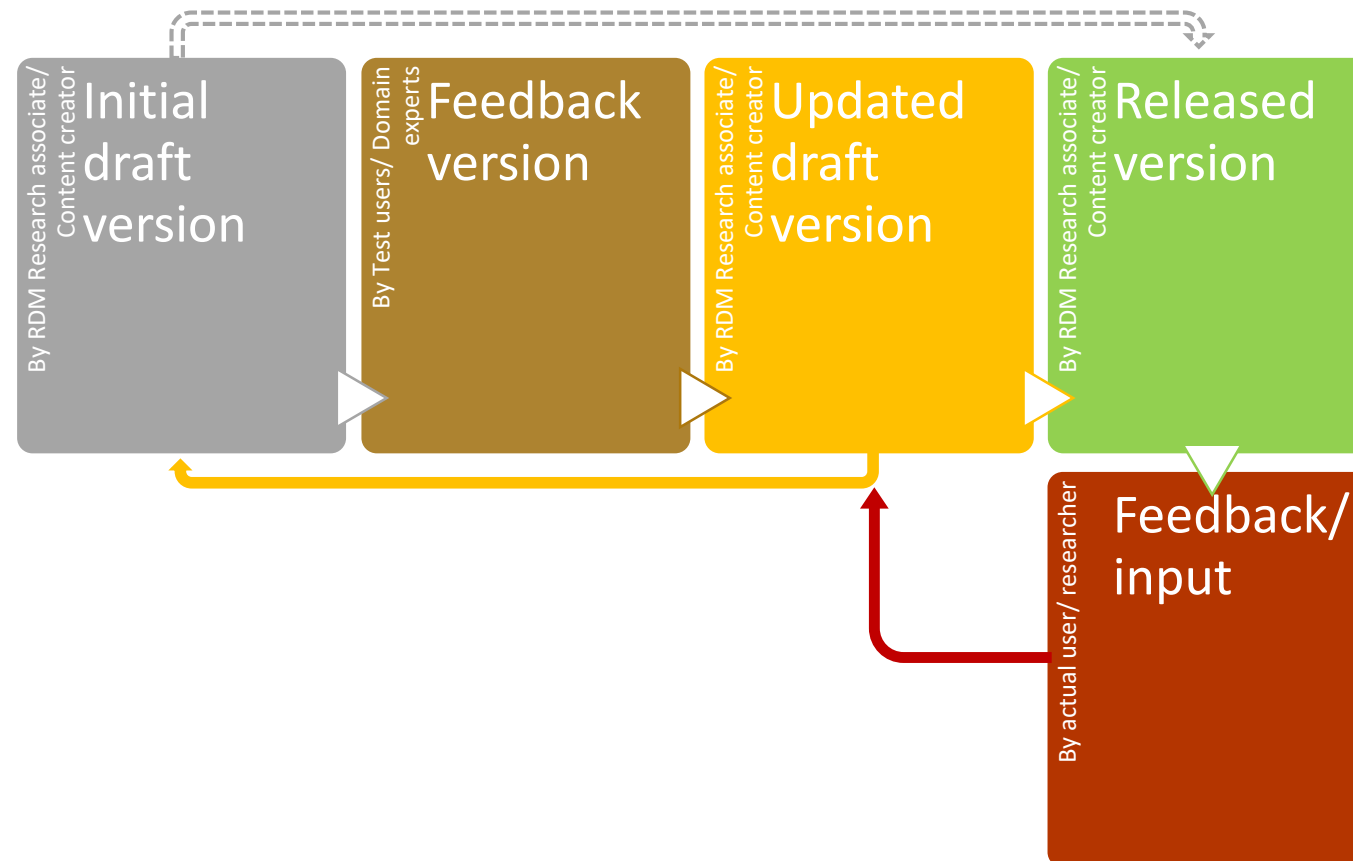 By RDM Research associate/
Content creator
Initial
draft
version
By Test users/ Domain
experts
Feedback
version
By RDM Research associate/
Content creator
Updated
draft
version
By RDM Research associate/
Content creator
Released
version
By actual user/ researcher
Feedback/
input